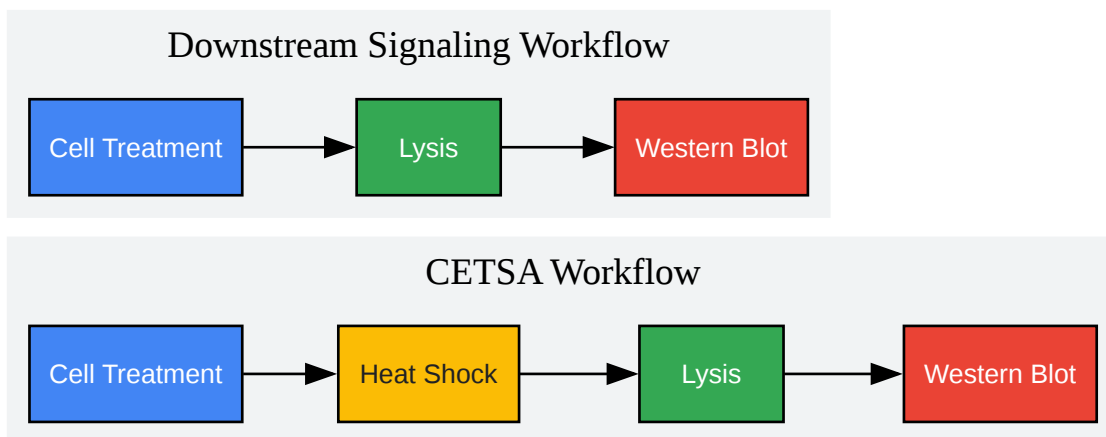 Downstream Signaling Workflow
Cell Treatment
Lysis
Western Blot
CETSA Workflow
Cell Treatment
Heat Shock
Lysis
Western Blot